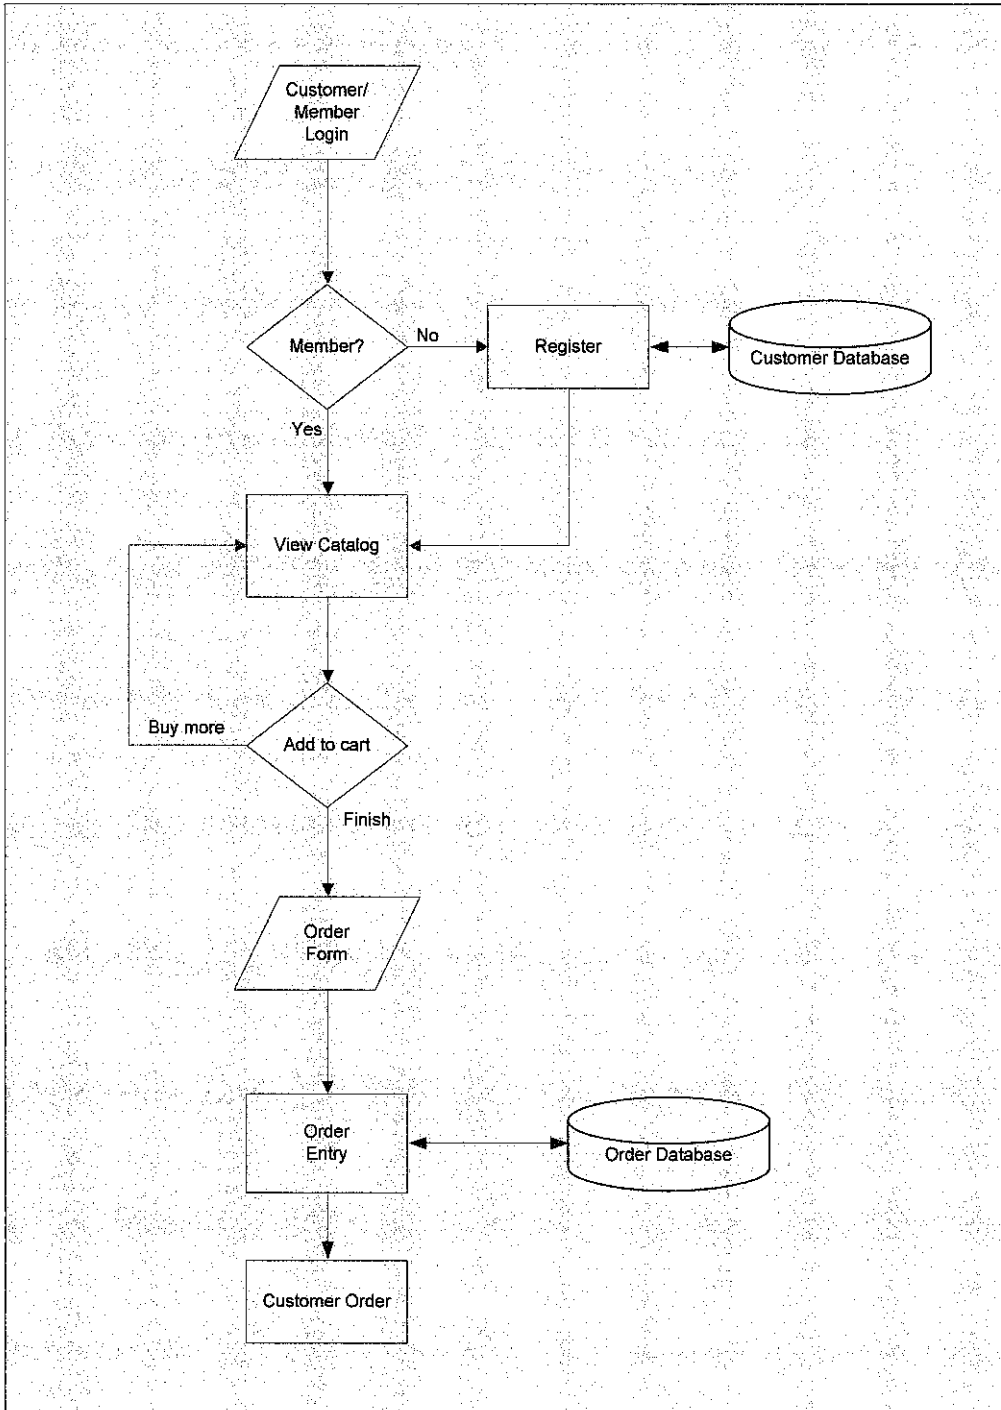 Customer/
Member
Login
Member?
No
Register
Customer Database
Yes
View Catalog
Buy more
Add to cart
Finish
Order
Form
Order
Entry
Order Database
Customer Order